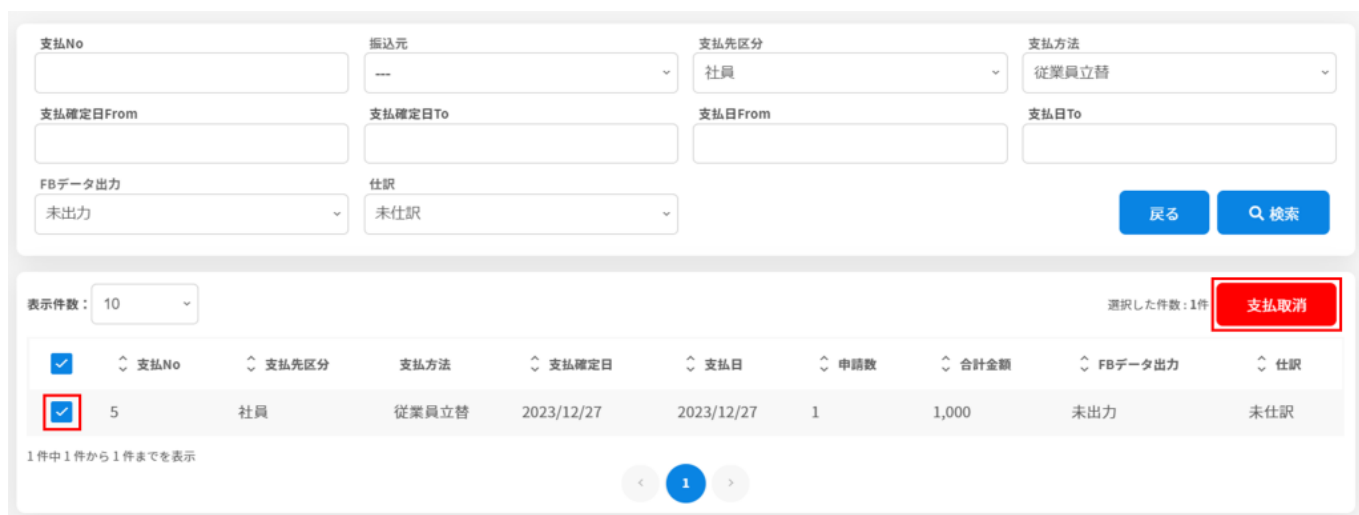 支払No 振込元 支払先区分 支払方法
--- 社員 従業員立替
支払確定日From 支払確定日To 支払日From 支払日To
FBデータ出力 仕訳
未出力 未仕訳 戻る 検索
表示件数： 10 選択した件数：1件 支払取消
支払No 支払先区分 支払方法 支払確定日 支払日 申請数 合計金額 FBデータ出力 仕訳
5 社員 従業員立替 2023/12/27 2023/12/27 1 1,000 未出力 未仕訳
1件中1件から1件までを表示
1